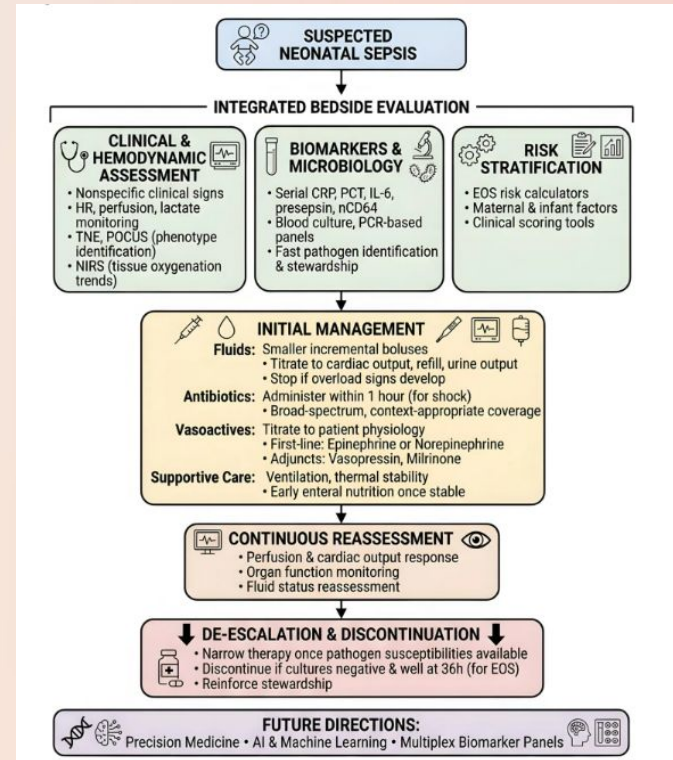 SUSPECTED
NEONATAL SEPSIS
INTEGRATED BEDSIDE EVALUATION
CLINICAL &
HEMODYNAMIC
ASSESSMENT
• Nonspecific clinical signs
• HR, perfusion, lactate
monitoring
• TNE, POCUS (phenotype
identification)
• NIRS (tissue oxygenation
trends)
BIOMARKERS &
MICROBIOLOGY
• Serial CRP, PCT, IL-6,
presepsin, nCD64
• Blood culture, PCR-based
panels
• Fast pathogen identification
& stewardship
RISK
STRATIFICATION
• EOS risk calculators
• Maternal & infant factors
• Clinical scoring tools
INITIAL MANAGEMENT
Fluids: Smaller incremental boluses
• Titrate to cardiac output, refill, urine output
• Stop if overload signs develop
Antibiotics: Administer within 1 hour (for shock)
• Broad-spectrum, context-appropriate coverage
Vasoactives: Titrate to patient physiology
• First-line: Epinephrine or Norepinephrine
• Adjuncts: Vasopressin, Milrinone
Supportive Care: Ventilation, thermal stability
• Early enteral nutrition once stable
CONTINUOUS REASSESSMENT
• Perfusion & cardiac output response
• Organ function monitoring
• Fluid status reassessment
DE-ESCALATION & DISCONTINUATION
• Narrow therapy once pathogen susceptibilities available
• Discontinue if cultures negative & well at 36h (for EOS)
• Reinforce stewardship
FUTURE DIRECTIONS:
Precision Medicine • AI & Machine Learning • Multiplex Biomarker Panels